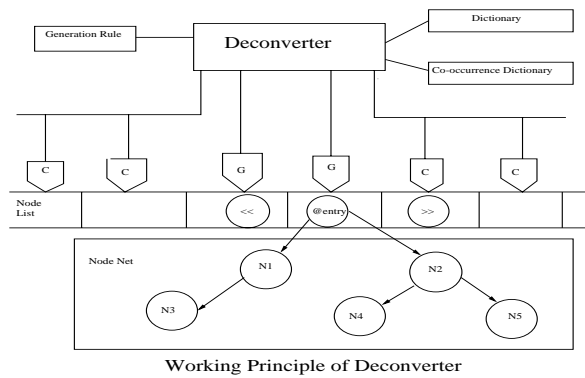 Dictionary
Generation Rule
Deconverter
Co-occurrence Dictionary
C
C
G
G
C
C
Node
List
<<
@entry
>>
Node Net
N1
N2
N3
N4
N5
Working Principle of Deconverter